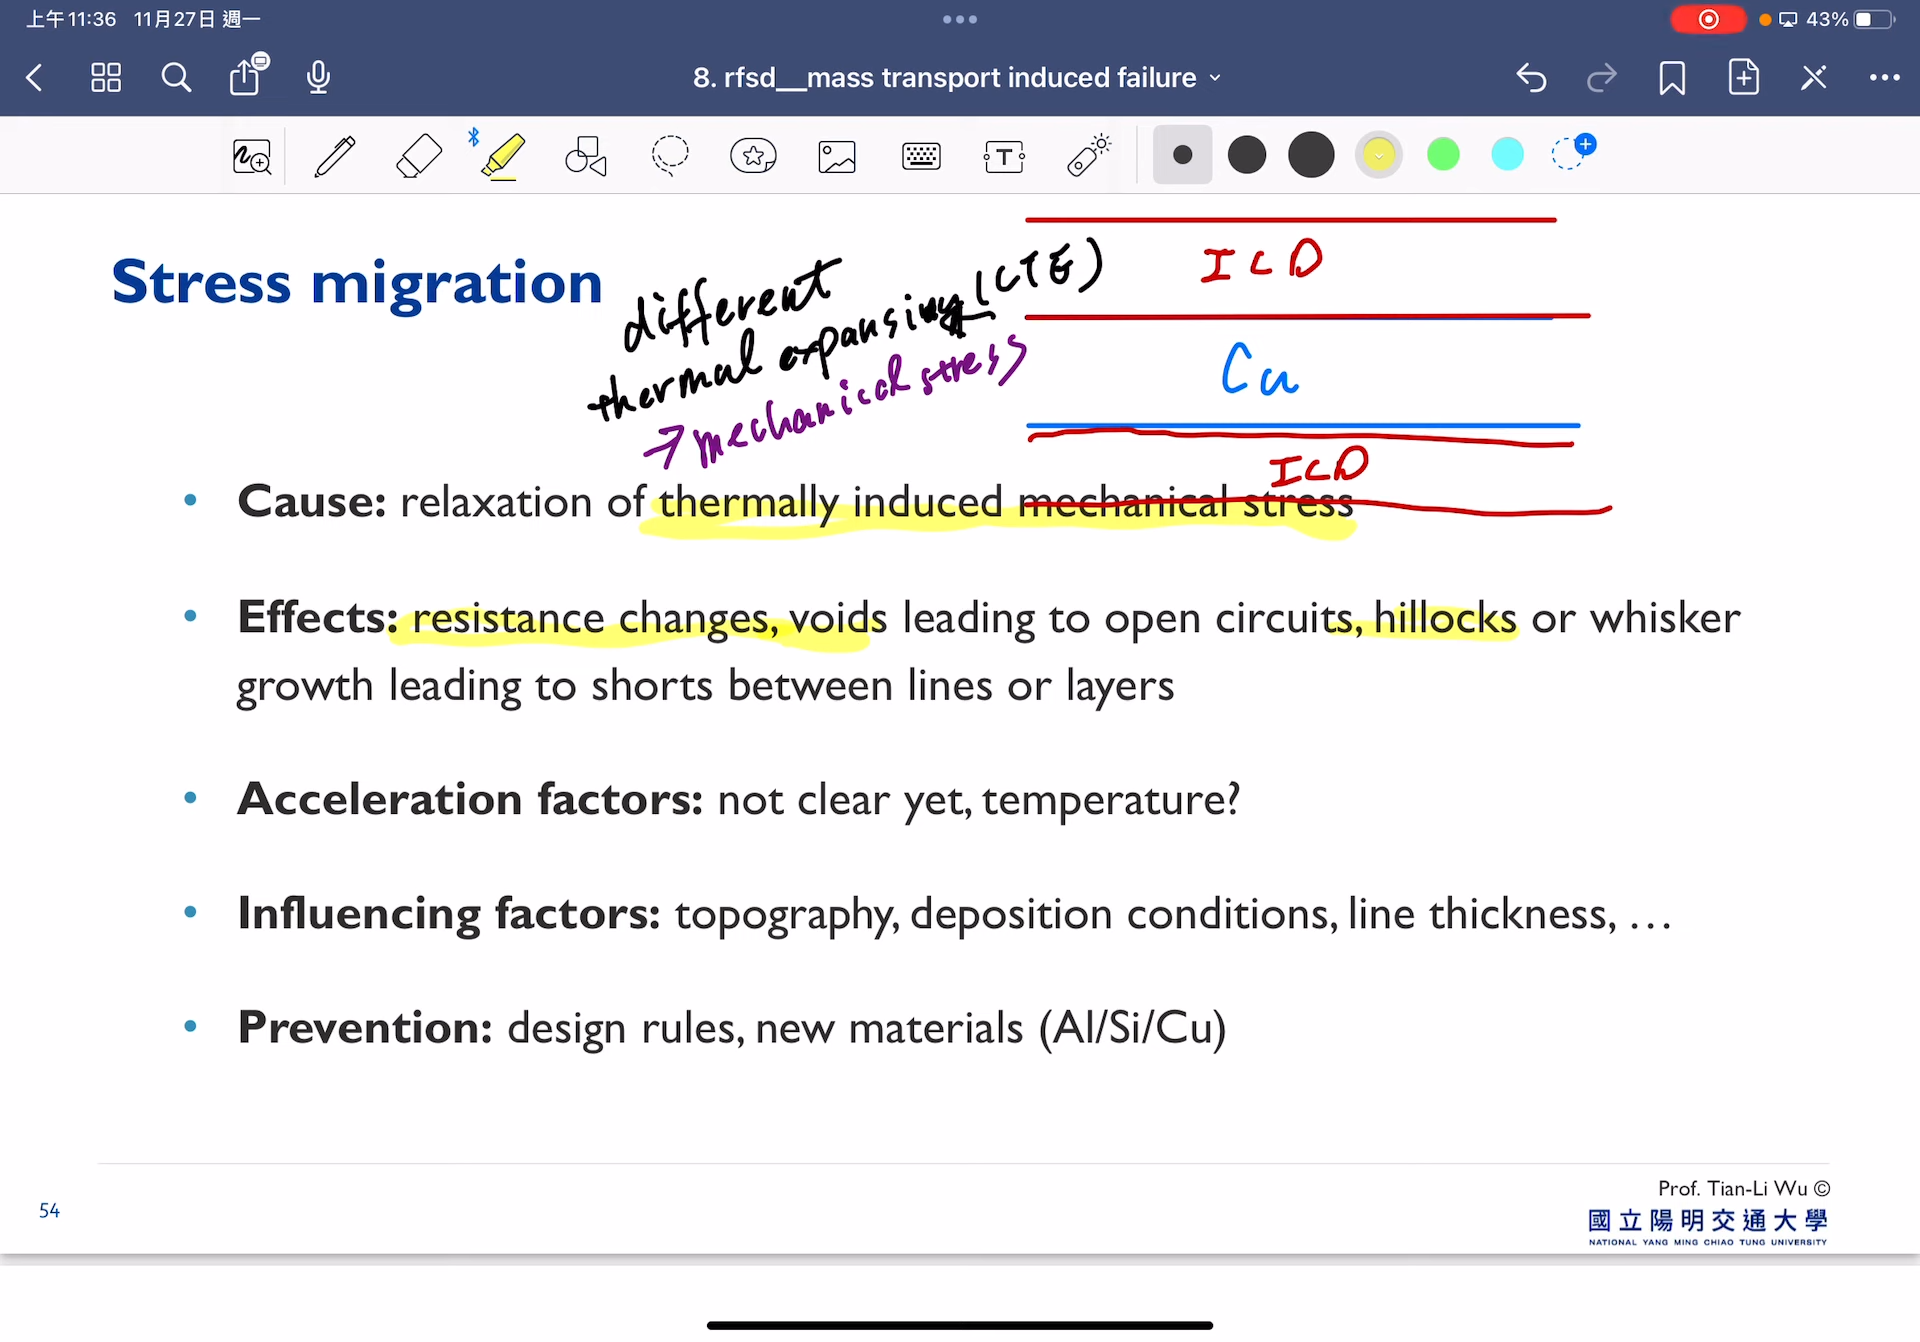 上午11:36 11月27日 週一
43%
8. rfsd__mass transport induced failure
Stress migration
different
thermal expansing (CTE)
→ mechanical stress
ILD
Cu
ILD
• Cause: relaxation of thermally induced mechanical stress
• Effects: resistance changes, voids leading to open circuits, hillocks or whisker
growth leading to shorts between lines or layers
• Acceleration factors: not clear yet, temperature?
• Influencing factors: topography, deposition conditions, line thickness, …
• Prevention: design rules, new materials (Al/Si/Cu)
54
Prof. Tian-Li Wu ©
國立陽明交通大學
NATIONAL YANG MING CHIAO TUNG UNIVERSITY